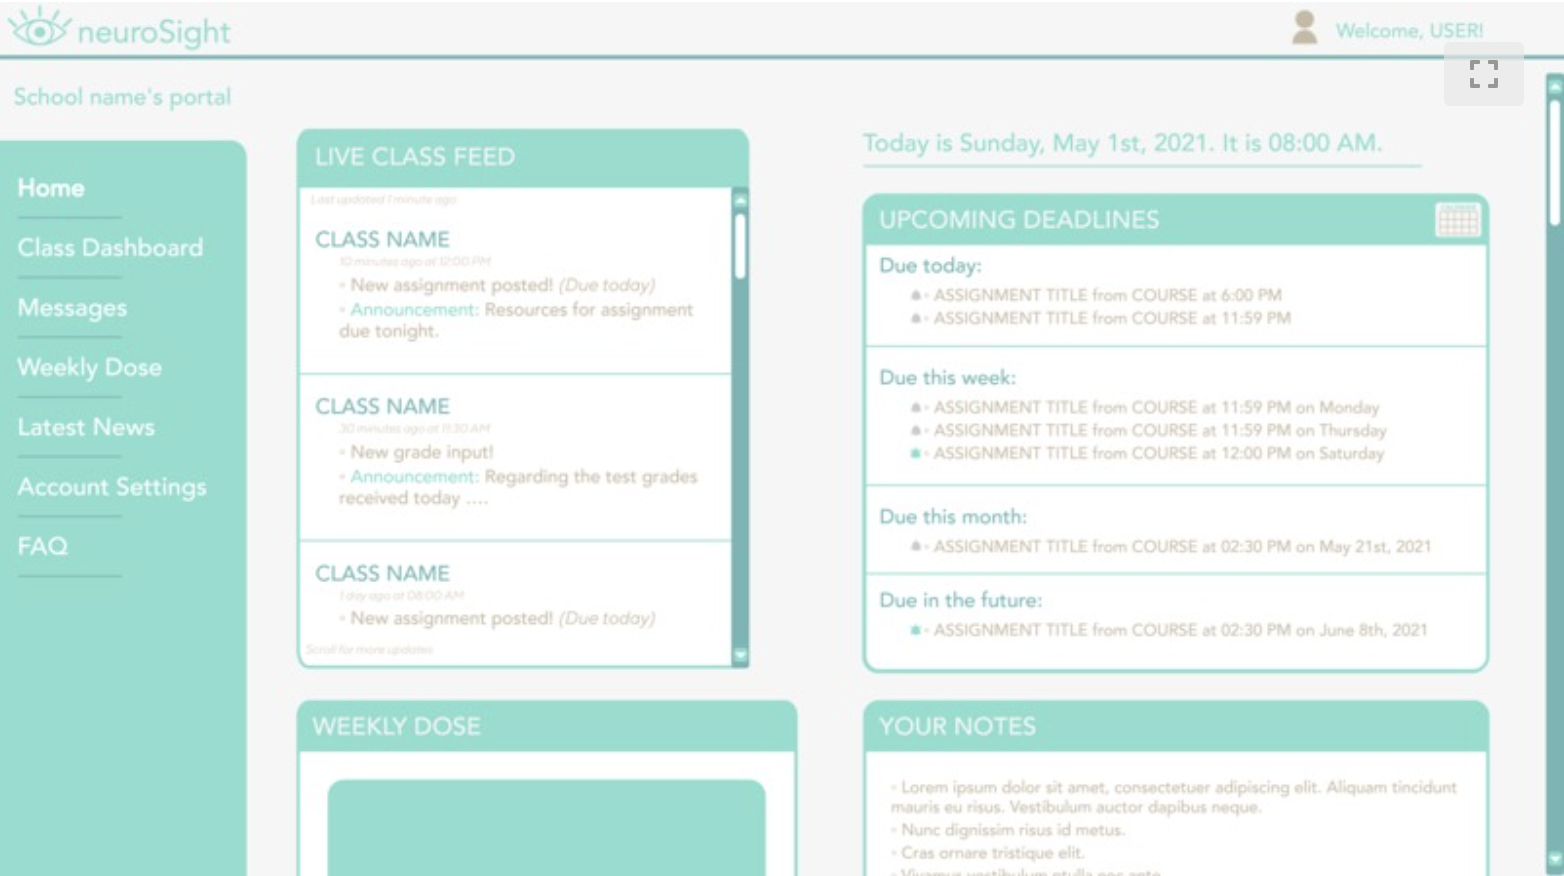 neuroSight
Welcome, USER!
School name's portal
Home
Class Dashboard
Messages
Weekly Dose
Latest News
Account Settings
FAQ
LIVE CLASS FEED
Last updated 1 minute ago
CLASS NAME
10 minutes ago at 12:00 PM
◦ New assignment posted! (Due today)
◦ Announcement: Resources for assignment
due tonight.
CLASS NAME
30 minutes ago at 11:30 AM
◦ New grade input!
◦ Announcement: Regarding the test grades
received today ....
CLASS NAME
1 day ago at 08:00 AM
◦ New assignment posted! (Due today)
Scroll for more updates
Today is Sunday, May 1st, 2021. It is 08:00 AM.
UPCOMING DEADLINES
Due today:
◦ ASSIGNMENT TITLE from COURSE at 6:00 PM
◦ ASSIGNMENT TITLE from COURSE at 11:59 PM
Due this week:
◦ ASSIGNMENT TITLE from COURSE at 11:59 PM on Monday
◦ ASSIGNMENT TITLE from COURSE at 11:59 PM on Thursday
◦ ASSIGNMENT TITLE from COURSE at 12:00 PM on Saturday
Due this month:
◦ ASSIGNMENT TITLE from COURSE at 02:30 PM on May 21st, 2021
Due in the future:
◦ ASSIGNMENT TITLE from COURSE at 02:30 PM on June 8th, 2021
WEEKLY DOSE
YOUR NOTES
◦ Lorem ipsum dolor sit amet, consectetuer adipiscing elit. Aliquam tincidunt
mauris eu risus. Vestibulum auctor dapibus neque.
◦ Nunc dignissim risus id metus.
◦ Cras ornare tristique elit.